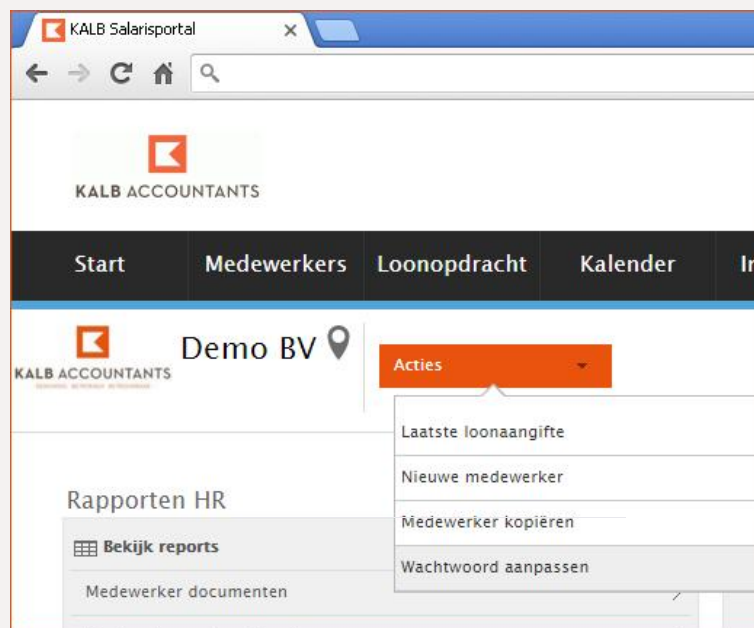 KALB Salarisportal
KALB ACCOUNTANTS
Start Medewerkers Loonopdracht Kalender
KALB ACCOUNTANTS
Demo BV
Acties
Laatste loonaangifte
Nieuwe medewerker
Medewerker kopiëren
Wachtwoord aanpassen
Rapporten HR
Bekijk reports
Medewerker documenten